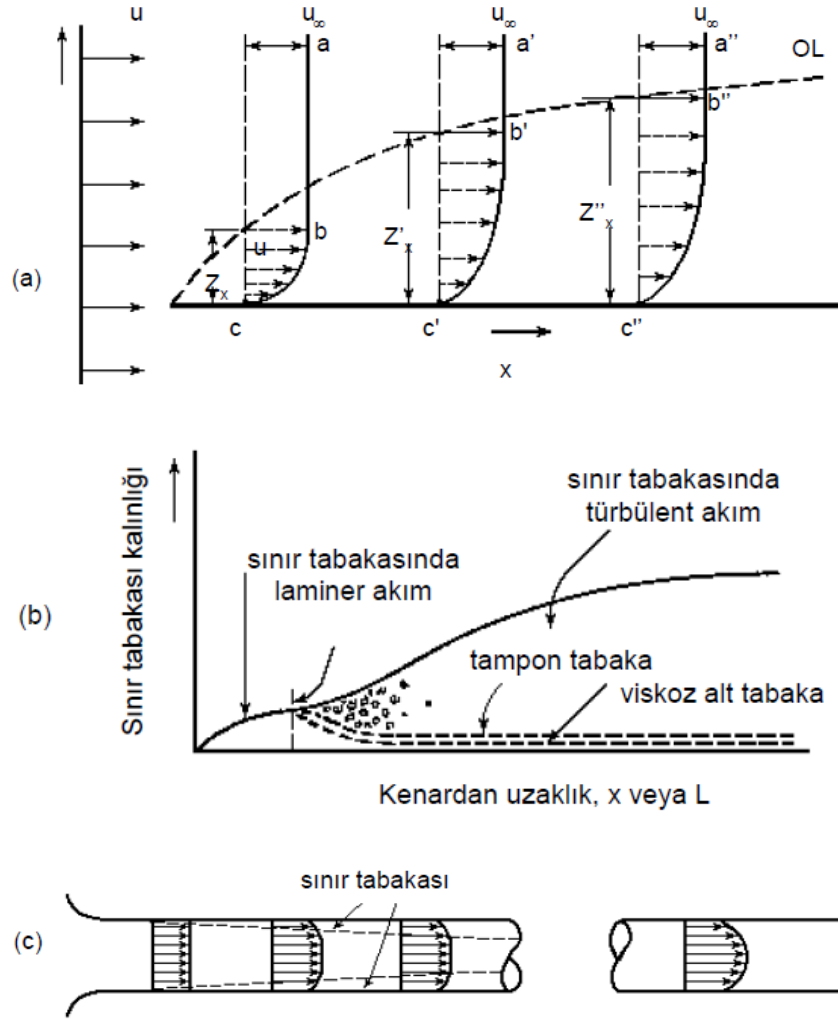 u
u∞
u∞
u∞
a
a'
a''
OL
b
b'
b''
u
Zx
Z'x
Z''x
(a)
c
c'
c''
x
(b)
Sınır tabakası kalınlığı
sınır tabakasında
laminer akım
sınır tabakasında
türbülent akım
tampon tabaka
viskoz alt tabaka
Kenardan uzaklık, x veya L
(c)
sınır tabakası